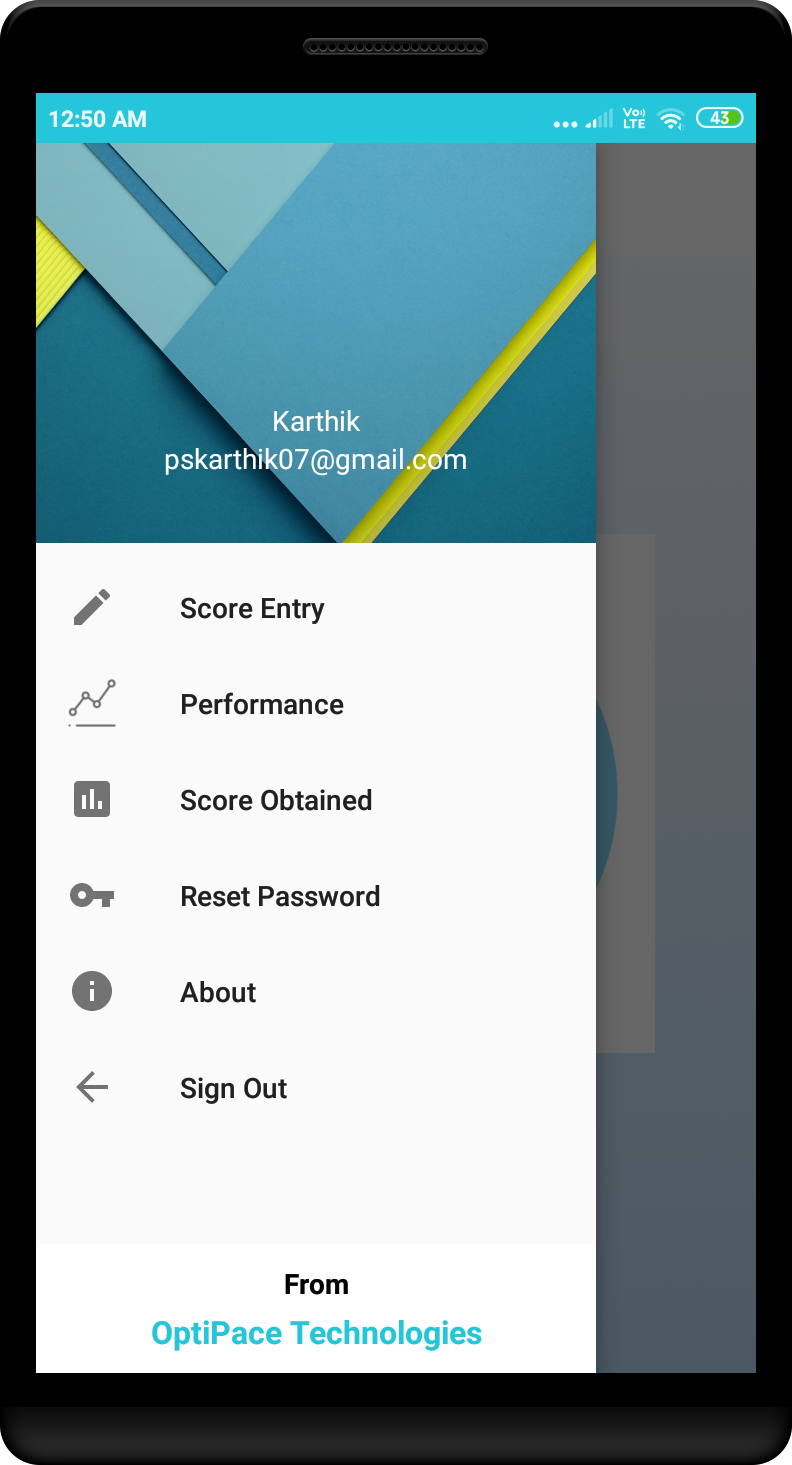 12:50 AM
Vo))
LTE
43
Karthik
pskarthik07@gmail.com
Score Entry
Performance
Score Obtained
Reset Password
About
Sign Out
From
OptiPace Technologies